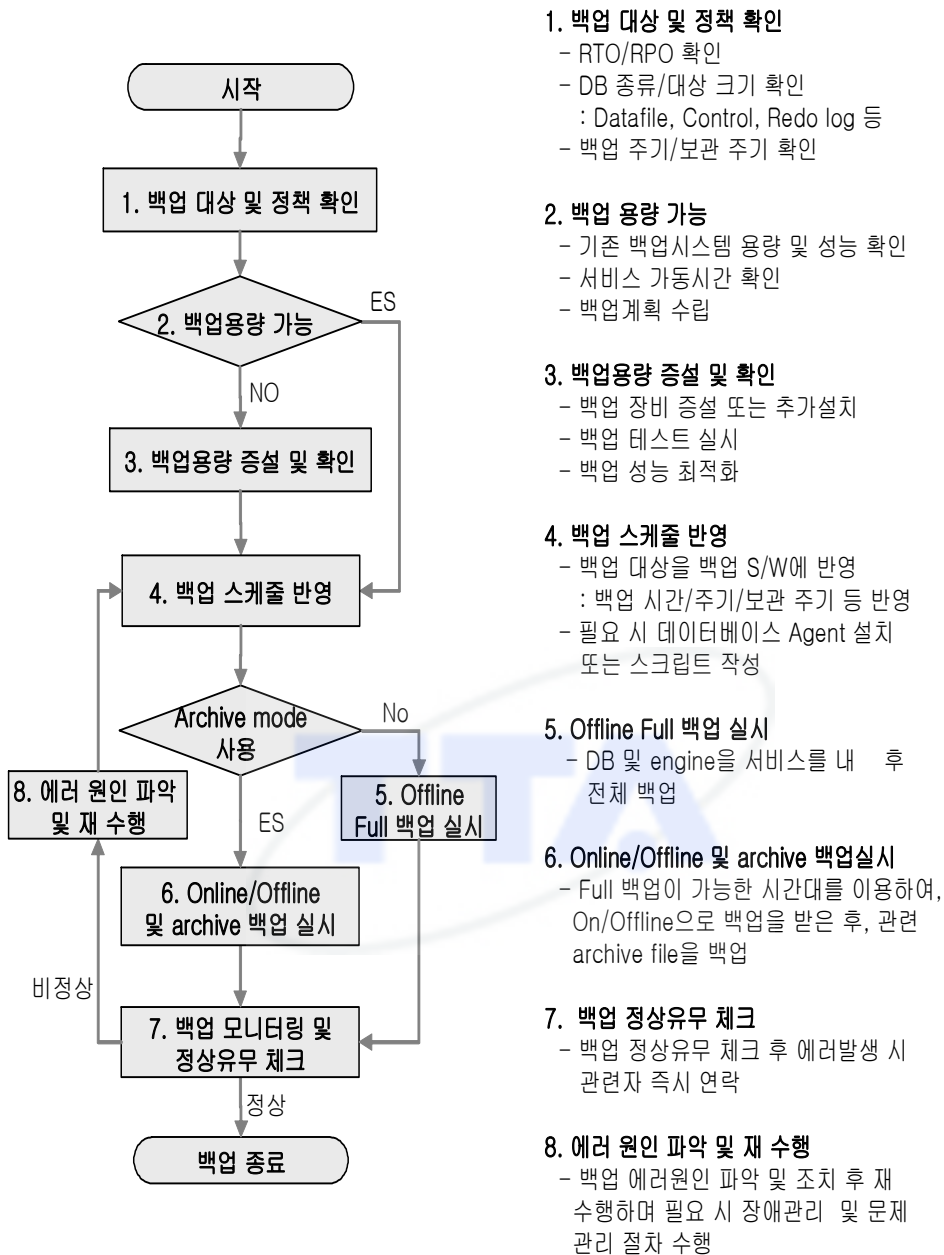 시작
1. 백업 대상 및 정책 확인
2. 백업용량 가능
ES
NO
3. 백업용량 증설 및 확인
4. 백업 스케줄 반영
Archive mode
사용
No
ES
5. Offline
Full 백업 실시
8. 에러 원인 파악
및 재 수행
6. Online/Offline
및 archive 백업 실시
비정상
7. 백업 모니터링 및
정상유무 체크
정상
백업 종료
TTA
1. 백업 대상 및 정책 확인
- RTO/RPO 확인
- DB 종류/대상 크기 확인
: Datafile, Control, Redo log 등
- 백업 주기/보관 주기 확인
2. 백업 용량 가능
- 기존 백업시스템 용량 및 성능 확인
- 서비스 가동시간 확인
- 백업계획 수립
3. 백업용량 증설 및 확인
- 백업 장비 증설 또는 추가설치
- 백업 테스트 실시
- 백업 성능 최적화
4. 백업 스케줄 반영
- 백업 대상을 백업 S/W에 반영
: 백업 시간/주기/보관 주기 등 반영
- 필요 시 데이터베이스 Agent 설치
또는 스크립트 작성
5. Offline Full 백업 실시
- DB 및 engine을 서비스를 내 후
전체 백업
6. Online/Offline 및 archive 백업실시
- Full 백업이 가능한 시간대를 이용하여,
On/Offline으로 백업을 받은 후, 관련
archive file을 백업
7. 백업 정상유무 체크
- 백업 정상유무 체크 후 에러발생 시
관련자 즉시 연락
8. 에러 원인 파악 및 재 수행
- 백업 에러원인 파악 및 조치 후 재
수행하며 필요 시 장애관리 및 문제
관리 절차 수행